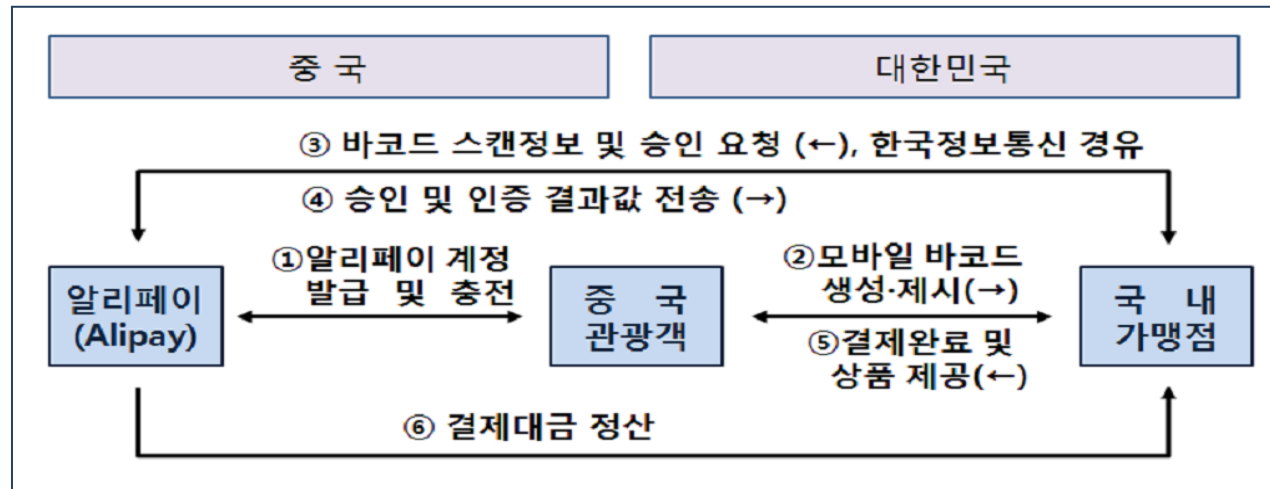 중 국
대한민국
③ 바코드 스캔정보 및 승인 요청 (←), 한국정보통신 경유
④ 승인 및 인증 결과값 전송 (→)
①알리페이 계정
발급 및 충전
②모바일 바코드
생성·제시(→)
알리페이
(Alipay)
중 국
관광객
국 내
가맹점
⑤결제완료 및
상품 제공(←)
⑥ 결제대금 정산